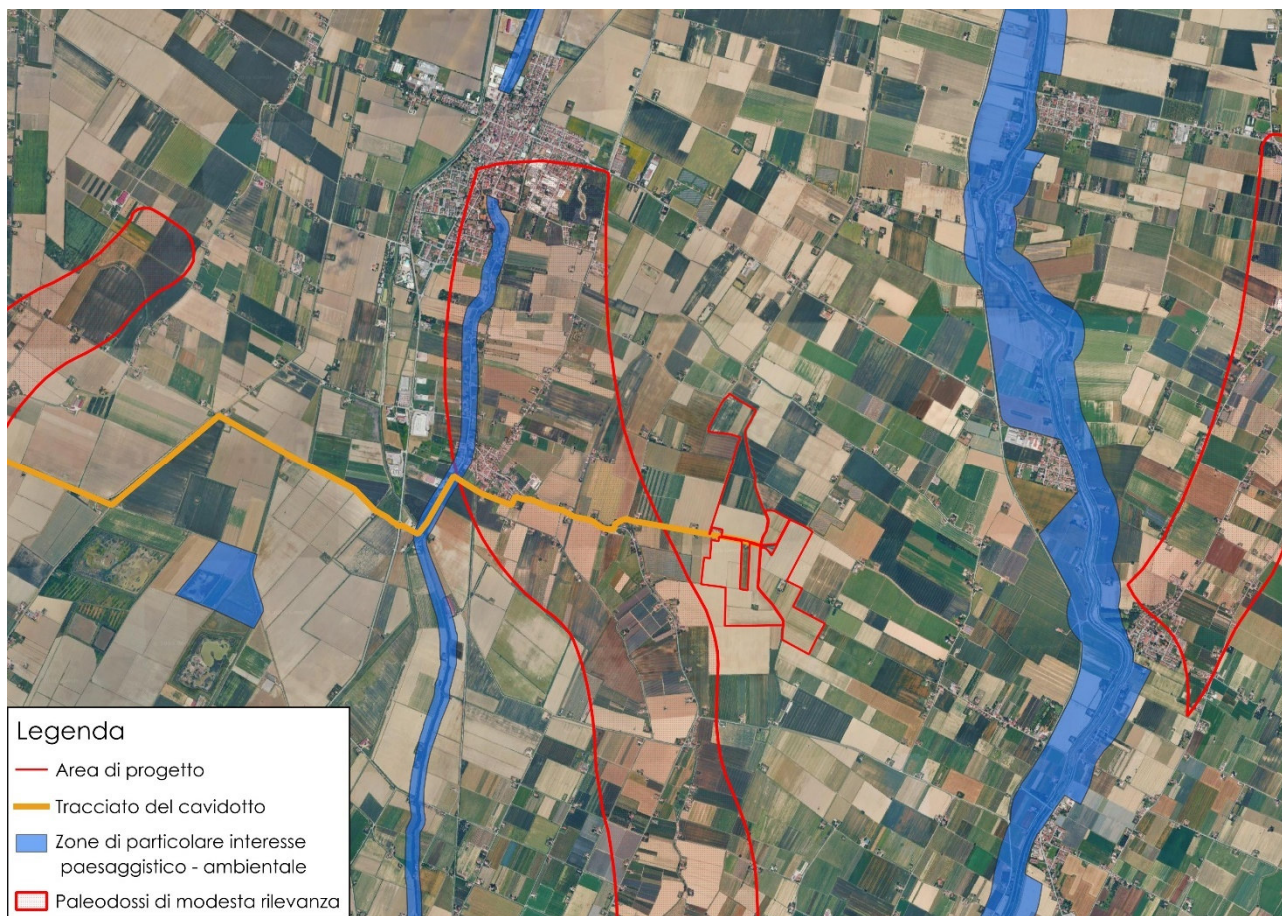 Legenda
Area di progetto
Tracciato del cavidotto
Zone di particolare interesse
paesaggistico - ambientale
Paleodossi di modesta rilevanza